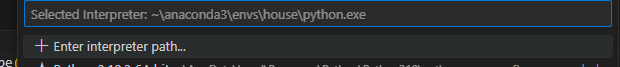 Selected Interpreter: ~\anaconda3\envs\house\python.exe
+ Enter interpreter path...